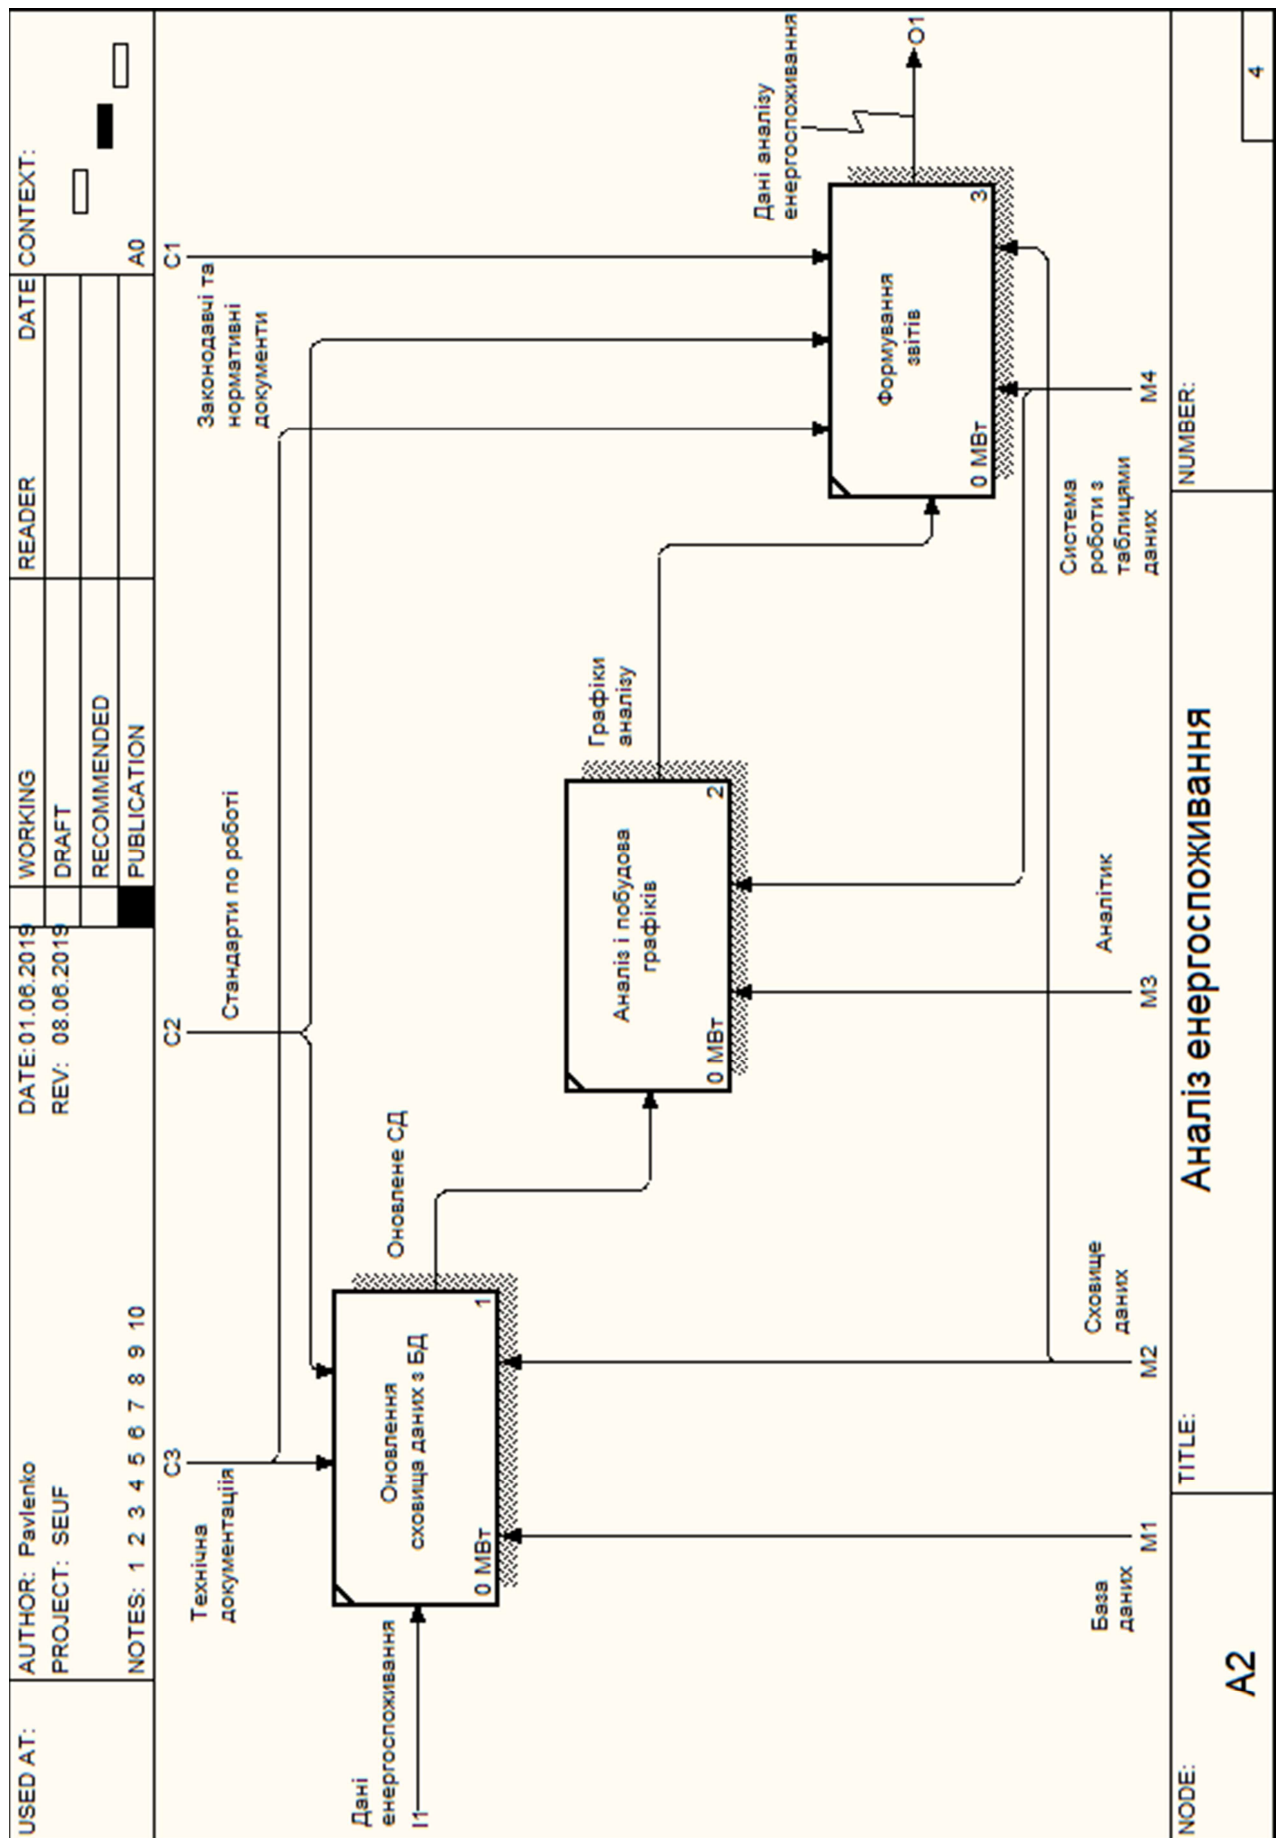 USED AT:
AUTHOR: Pavlenko
PROJECT: SEUF
NOTES: 1 2 3 4 5 6 7 8 9 10
DATE: 01.06.2019
REV: 08.06.2019
WORKING
DRAFT
RECOMMENDED
PUBLICATION
READER
DATE
CONTEXT:
A0
C3
C2
C1
Технічна
документаціія
Стандарти по роботі
Законодавчі та
нормативні
документи
Дані
енергоспоживання
I1
Оновлення
сховища даних з БД
0 МВт
1
Оновлене СД
Аналіз і побудова
графіків
0 МВт
2
Графіки
аналізу
Формування
звітів
0 МВт
3
Дані аналізу
енергоспоживання
O1
База
даних
M1
Сховище
даних
M2
Аналітик
M3
Система
роботи з
таблицями
даних
M4
NODE:
A2
TITLE:
Аналіз енергоспоживання
NUMBER:
4